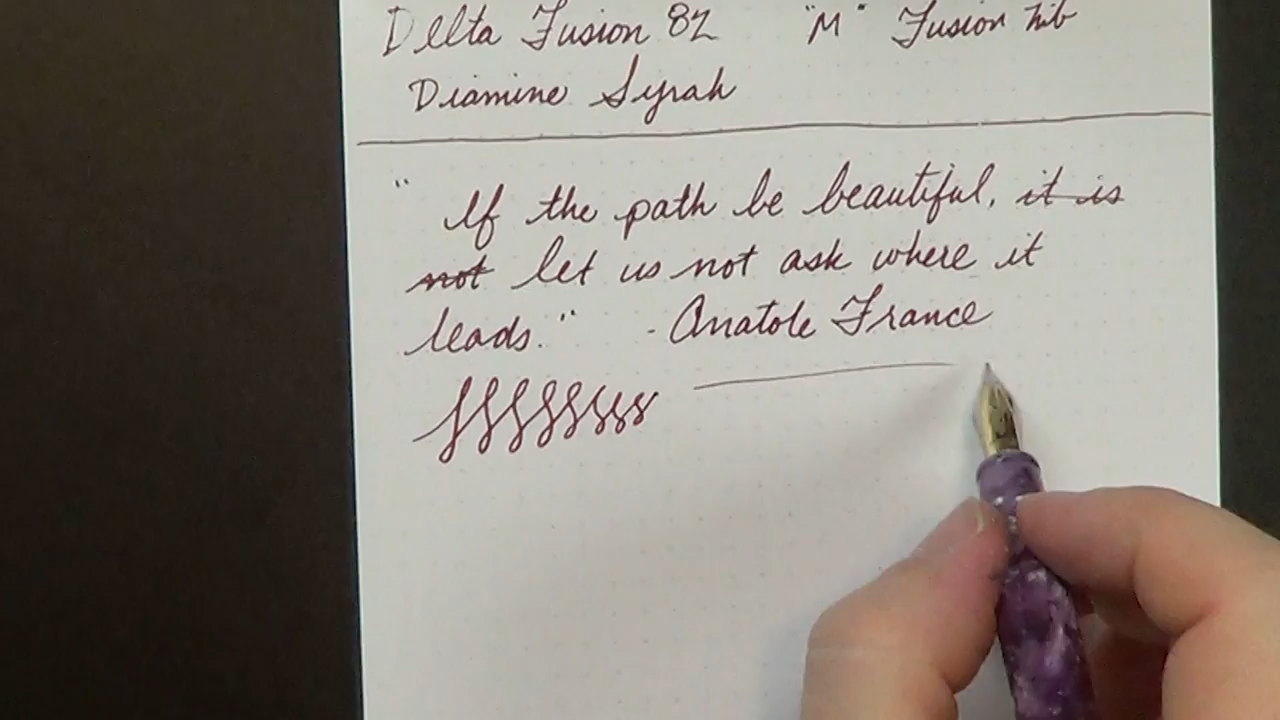 Delta Fusion 82 "M" Fusion nib
Diamine Syrah
" If the path be beautiful, it is
not let us not ask where it
leads." - Anatole France